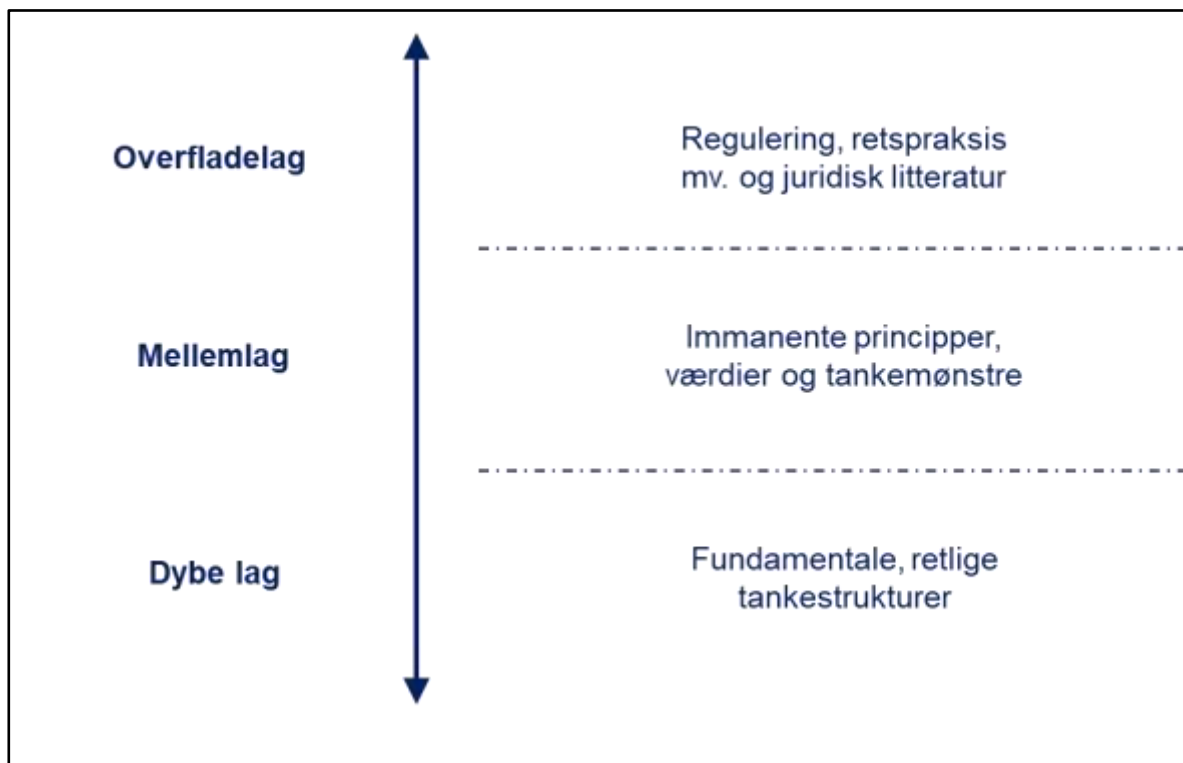 Overfladelag
Regulering, retspraksis
mv. og juridisk litteratur
Mellemlag
Immanente principper,
værdier og tankemønstre
Dybe lag
Fundamentale, retlige
tankestrukturer